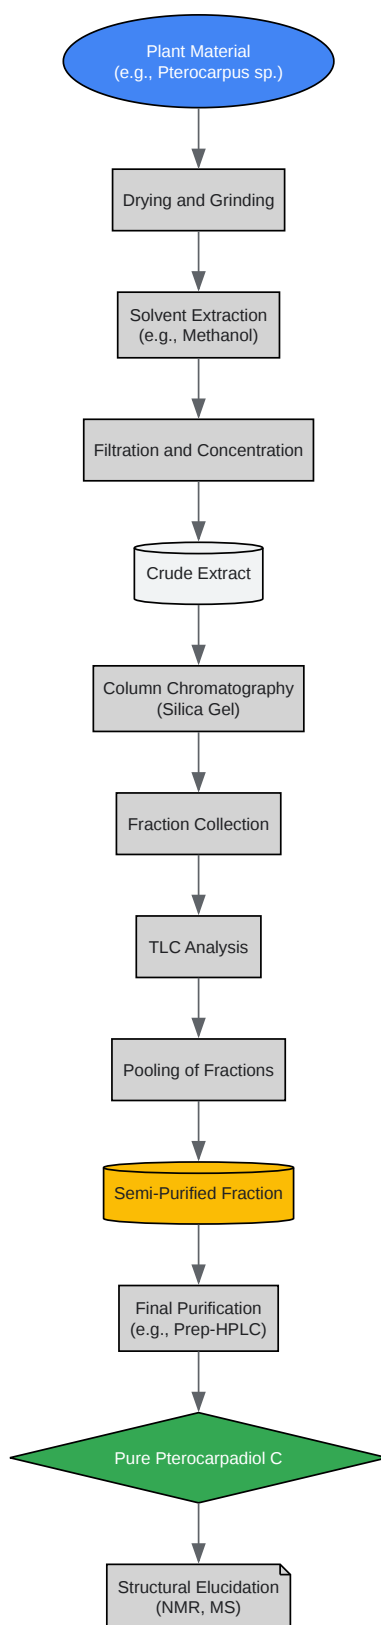 Plant Material
(e.g., Pterocarpus sp.)
Drying and Grinding
Solvent Extraction
(e.g., Methanol)
Filtration and Concentration
Crude Extract
Column Chromatography
(Silica Gel)
Fraction Collection
TLC Analysis
Pooling of Fractions
Semi-Purified Fraction
Final Purification
(e.g., Prep-HPLC)
Pure Pterocarpadiol C
Structural Elucidation
(NMR, MS)